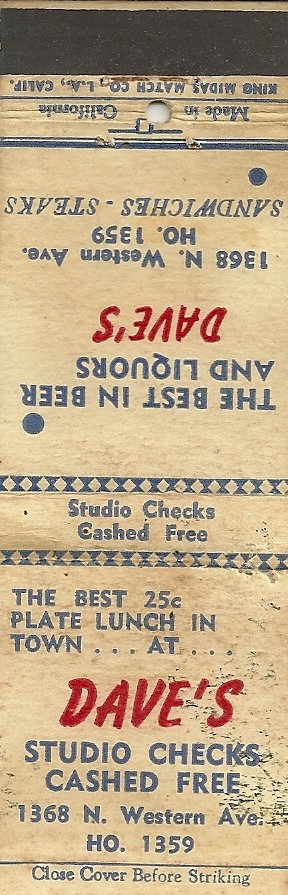 KING MIDAS MATCH CO., L.A., CALIF.
Made in California
THE BEST IN BEER
AND LIQUORS
DAVE'S
1368 N. Western Ave.
HO. 1359
SANDWICHES - STEAKS
Studio Checks
Cashed Free
THE BEST 25c
PLATE LUNCH IN
TOWN . . . AT . . .
DAVE'S
STUDIO CHECKS
CASHED FREE
1368 N. Western Ave.
HO. 1359
Close Cover Before Striking